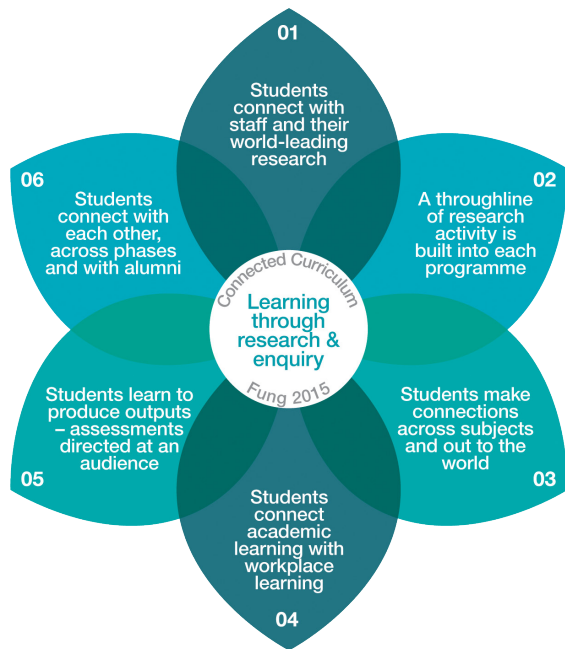 01
Students
connect with
staff and their
world-leading
research
02
A throughline
of research
activity is
built into each
programme
03
Students make
connections
across subjects
and out to the
world
04
Students
connect
academic
learning with
workplace
learning
05
Students learn to
produce outputs
– assessments
directed at an
audience
06
Students
connect with
each other,
across phases
and with alumni
Connected Curriculum
Learning
through
research &
enquiry
Fung 2015